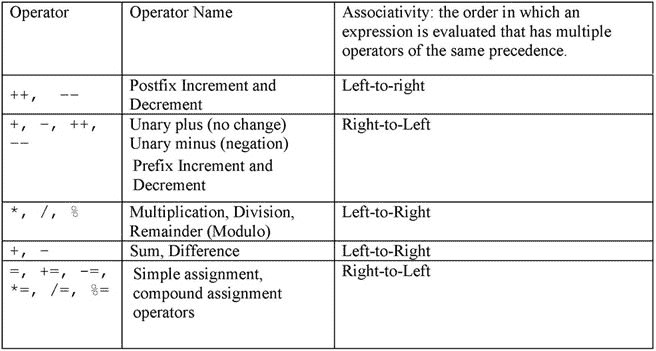 Operator Operator Name Associativity: the order in which an
expression is evaluated that has multiple
operators of the same precedence.
++, -- Postfix Increment and Left-to-right
Decrement
+, -, ++, Unary plus (no change) Right-to-Left
-- Unary minus (negation)
Prefix Increment and
Decrement
*, /, % Multiplication, Division, Left-to-Right
Remainder (Modulo)
+, - Sum, Difference Left-to-Right
=, +=, -=, Simple assignment, Right-to-Left
*=, /=, %= compound assignment
operators